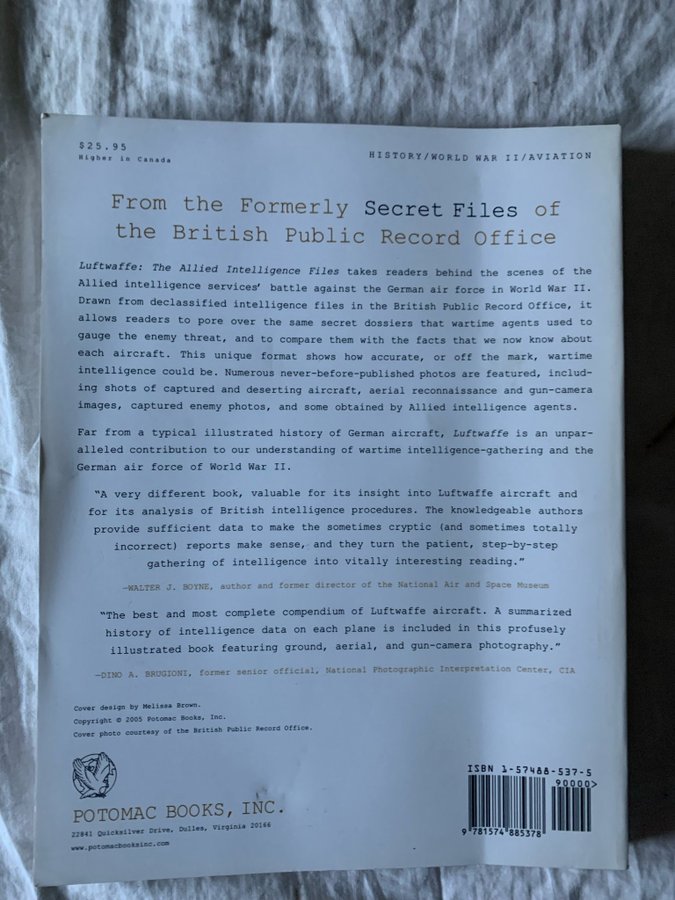 $25.95
Higher in Canada
HISTORY/WORLD WAR II/AVIATION
From the Formerly Secret Files of
the British Public Record Office
Luftwaffe: The Allied Intelligence Files takes readers behind the scenes of the
Allied intelligence services' battle against the German air force in World War II.
Drawn from declassified intelligence files in the British Public Record Office, it
allows readers to pore over the same secret dossiers that wartime agents used to
gauge the enemy threat, and to compare them with the facts that we now know about
each aircraft. This unique format shows how accurate, or off the mark, wartime
intelligence could be. Numerous never-before-published photos are featured, includ-
ing shots of captured and deserting aircraft, aerial reconnaissance and gun-camera
images, captured enemy photos, and some obtained by Allied intelligence agents.
Far from a typical illustrated history of German aircraft, Luftwaffe is an unpar-
alleled contribution to our understanding of wartime intelligence-gathering and the
German air force of World War II.
"A very different book, valuable for its insight into Luftwaffe aircraft and
for its analysis of British intelligence procedures. The knowledgeable authors
provide sufficient data to make the sometimes cryptic (and sometimes totally
incorrect) reports make sense, and they turn the patient, step-by-step
gathering of intelligence into vitally interesting reading."
—WALTER J. BOYNE, author and former director of the National Air and Space Museum
"The best and most complete compendium of Luftwaffe aircraft. A summarized
history of intelligence data on each plane is included in this profusely
illustrated book featuring ground, aerial, and gun-camera photography."
—DINO A. BRUGIONI, former senior official, National Photographic Interpretation Center, CIA
Cover design by Melissa Brown.
Copyright © 2005 Potomac Books, Inc.
Cover photo courtesy of the British Public Record Office.
POTOMAC BOOKS, INC.
22841 Quicksilver Drive, Dulles, Virginia 20166
www.potomacbooksinc.com
ISBN 1-57488-537-5
90000>
9 781574 885378